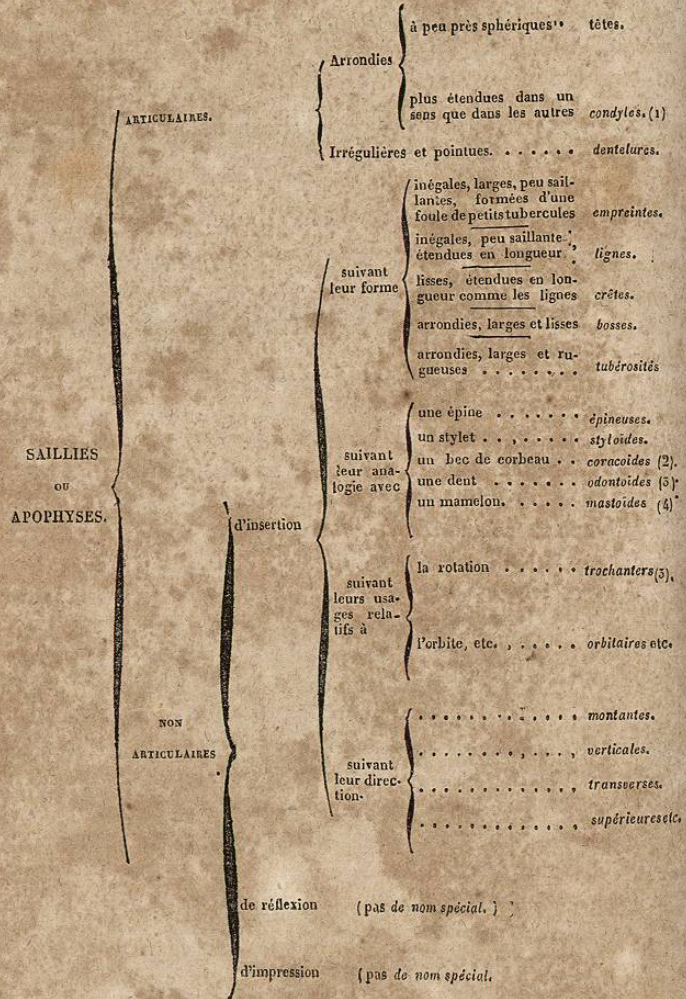 à peu près sphériques.. têtes.
Arrondies
plus étendues dans un
sens que dans les autres condyles. (1)
ARTICULAIRES.
Irrégulières et pointues. . . . . . . dentelures.
inégales, larges, peu sail-
lantes, formées d'une
foule de petits tubercules empreintes.
inégales, peu saillante ;
étendues en longueur lignes.
suivant
leur forme
lisses, étendues en lon-
gueur comme les lignes crêtes.
arrondies, larges et lisses bosses.
arrondies, larges et ru-
gueuses . . . . . . . . tubérosités
SAILLIES
OU
APOPHYSES.
une épine . . . . . . . épineuses.
un stylet . . , . . . . styloïdes.
suivant
leur ana-
logie avec
un bec de corbeau . . coracoïdes (2).
une dent . . . . . . . odontoïdes (3).
un mamelon. . . . . . mastoïdes (4)
d'insertion
la rotation . . . . . . trochanters (3),
suivant
leurs usa-
ges rela-
tifs à
l'orbite, etc. , . . . . . orbitaires etc.
NON
ARTICULAIRES
. . . . . . . . . . . . . montantes.
. . . . . . . . , . . . , verticales.
suivant
leur direc-
tion.
. . . . . . . . . . . . . transverses.
. . . . . . . . . . . . . supérieures etc.
de réflexion (pas de nom spécial. )
d'impression (pas de nom spécial.